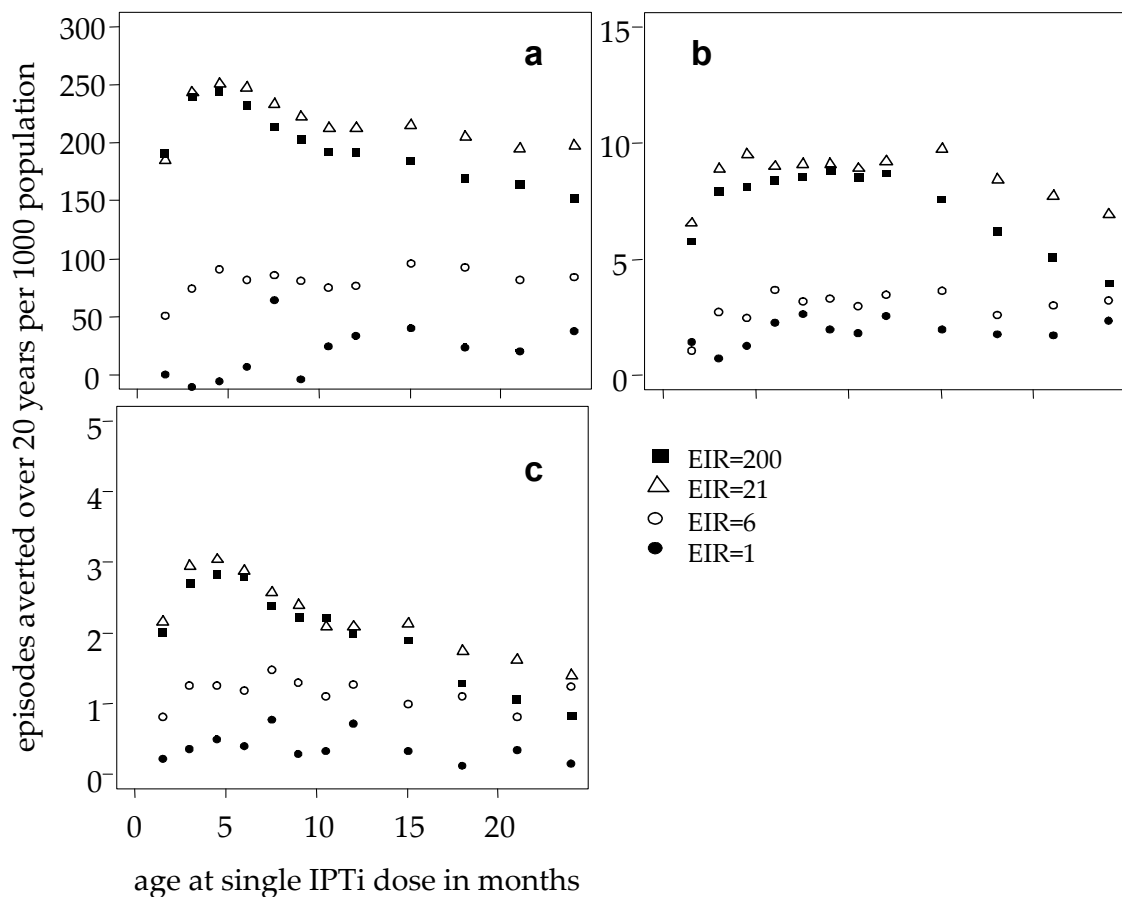 episodes averted over 20 years per 1000 population
300
250
200
150
100
50
0
a
15
10
5
0
b
5
4
3
2
1
0
c
0 5 10 15 20
age at single IPTi dose in months
EIR=200
EIR=21
EIR=6
EIR=1